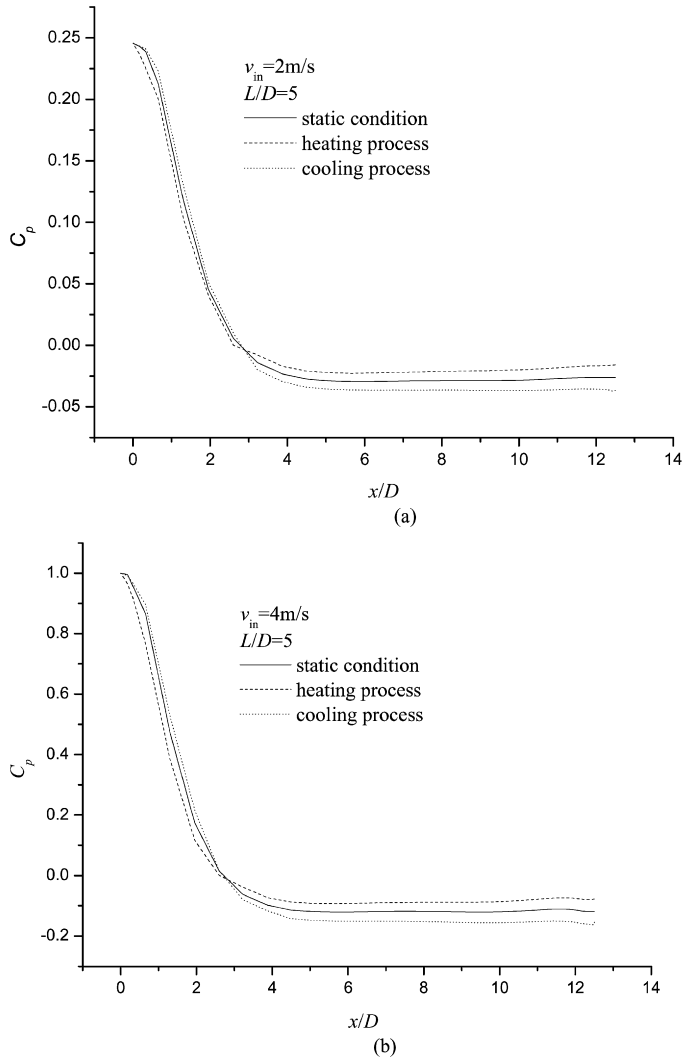 0.25
v_in=2m/s
L/D=5
0.20
static condition
heating process
0.15
cooling process
0.10
C_p
0.05
0.00
-0.05
0 2 4 6 8 10 12 14
x/D
(a)
1.0
v_in=4m/s
L/D=5
0.8
static condition
heating process
0.6
cooling process
0.4
C_p
0.2
0.0
-0.2
0 2 4 6 8 10 12 14
x/D
(b)